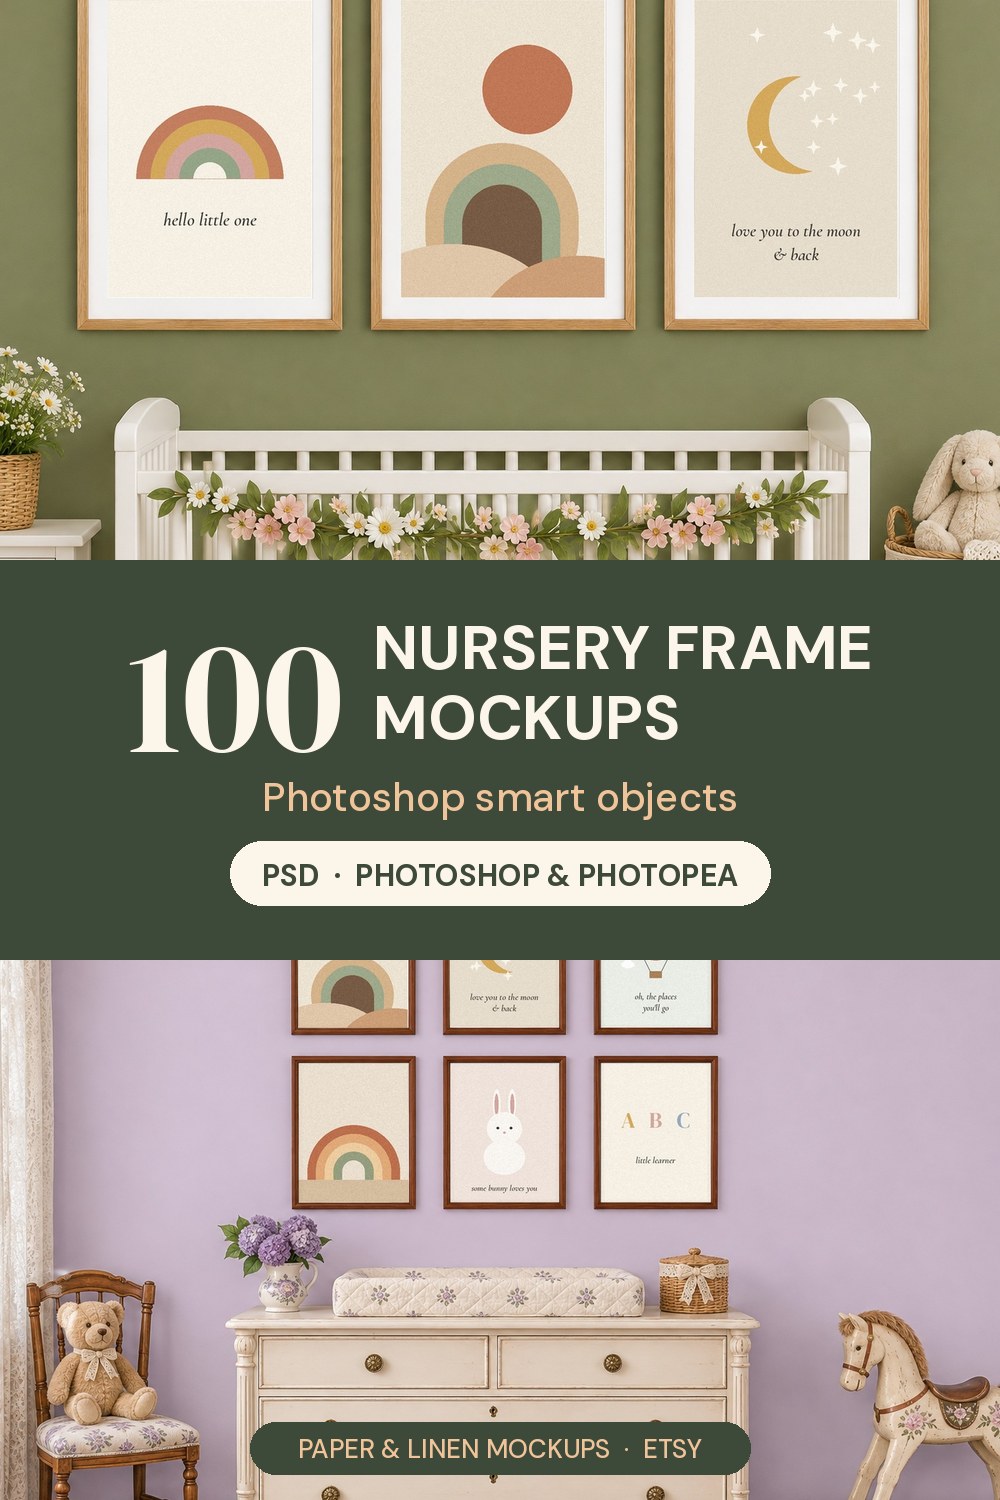 hello little one
love you to the moon
& back
100
NURSERY FRAME
MOCKUPS
Photoshop smart objects
PSD · PHOTOSHOP & PHOTOPEA
love you to the moon
& back
oh, the places
you'll go
some bunny loves you
A B C
little learner
PAPER & LINEN MOCKUPS · ETSY